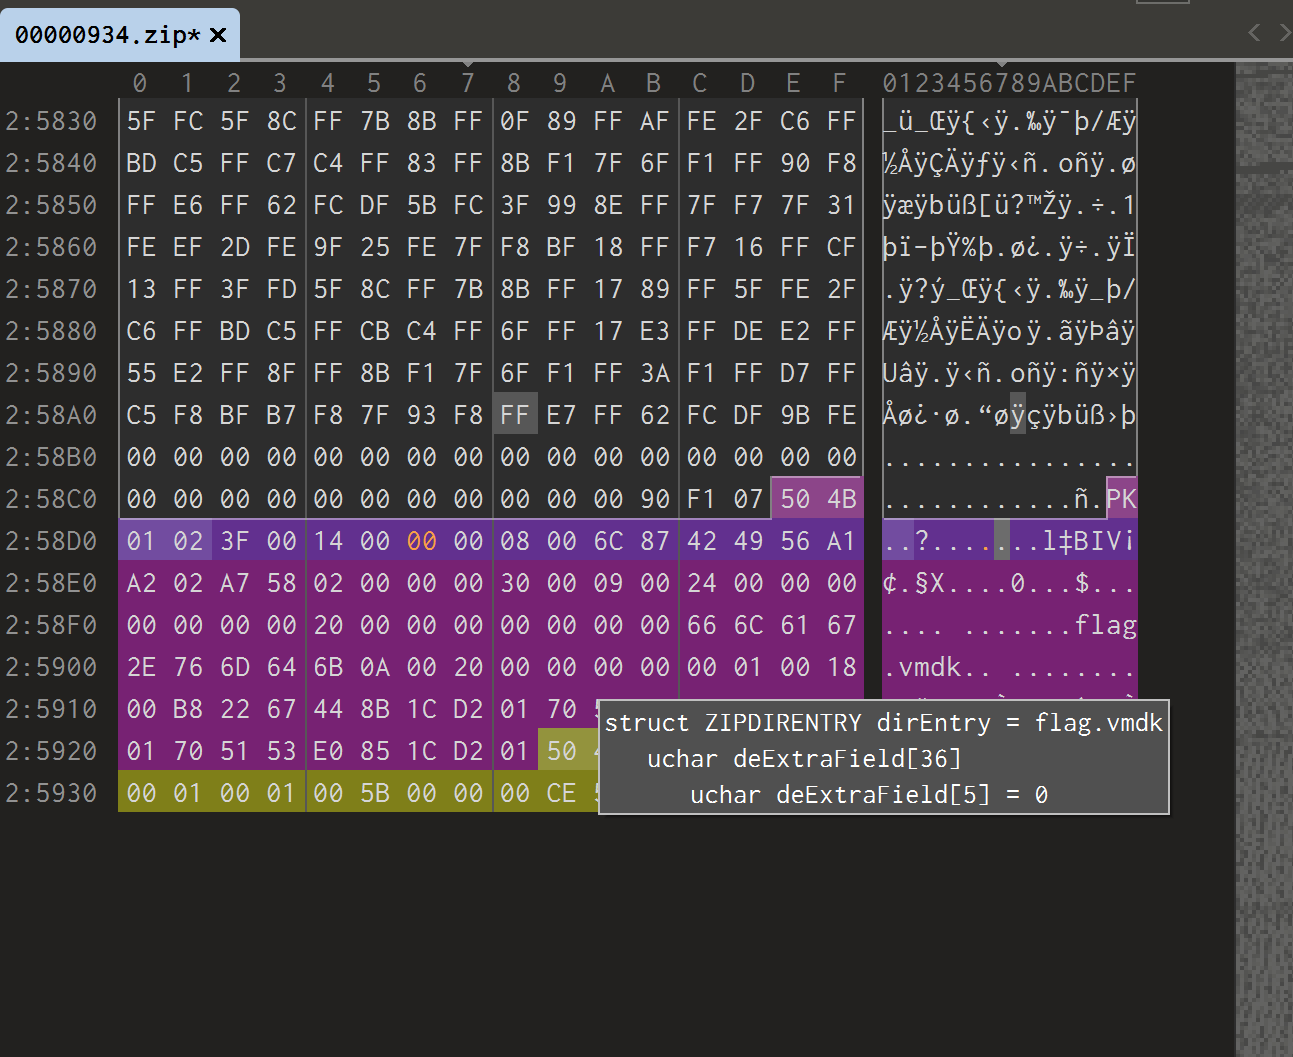 00000934.zip* ×
0 1 2 3 4 5 6 7 8 9 A B C D E F 0123456789ABCDEF
2:5830 5F FC 5F 8C FF 7B 8B FF 0F 89 FF AF FE 2F C6 FF _ü_Œÿ{‹ÿ.‰ÿ¯þ/Æÿ
2:5840 BD C5 FF C7 C4 FF 83 FF 8B F1 7F 6F F1 FF 90 F8 ½ÅÿÇÄÿƒÿ‹ñ.oñÿ.ø
2:5850 FF E6 FF 62 FC DF 5B FC 3F 99 8E FF 7F F7 7F 31 ÿæÿbüß[ü?™Žÿ.÷.1
2:5860 FE EF 2D FE 9F 25 FE 7F F8 BF 18 FF F7 16 FF CF þï-þŸ%þ.ø¿.ÿ÷.ÿÏ
2:5870 13 FF 3F FD 5F 8C FF 7B 8B FF 17 89 FF 5F FE 2F .ÿ?ý_Œÿ{‹ÿ.‰ÿ_þ/
2:5880 C6 FF BD C5 FF CB C4 FF 6F FF 17 E3 FF DE E2 FF Æÿ½ÅÿËÄÿoÿ.ãÿÞâÿ
2:5890 55 E2 FF 8F FF 8B F1 7F 6F F1 FF 3A F1 FF D7 FF Uâÿ.ÿ‹ñ.oñÿ:ñÿ×ÿ
2:58A0 C5 F8 BF B7 F8 7F 93 F8 FF E7 FF 62 FC DF 9B FE Åø¿·ø.“øÿçÿbüß›þ
2:58B0 00 00 00 00 00 00 00 00 00 00 00 00 00 00 00 00 ................
2:58C0 00 00 00 00 00 00 00 00 00 00 00 90 F1 07 50 4B ............ñ.PK
2:58D0 01 02 3F 00 14 00 00 00 08 00 6C 87 42 49 56 A1 ..?.......l‡BIV¡
2:58E0 A2 02 A7 58 02 00 00 00 30 00 09 00 24 00 00 00 ¢.§X....0...$...
2:58F0 00 00 00 00 20 00 00 00 00 00 00 00 66 6C 61 67 .... .......flag
2:5900 2E 76 6D 64 6B 0A 00 20 00 00 00 00 00 01 00 18 .vmdk.. ........
2:5910 00 B8 22 67 44 8B 1C D2 01 70
2:5920 01 70 51 53 E0 85 1C D2 01 50
2:5930 00 01 00 01 00 5B 00 00 00 CE
struct ZIPDIRENTRY dirEntry = flag.vmdk
uchar deExtraField[36]
uchar deExtraField[5] = 0